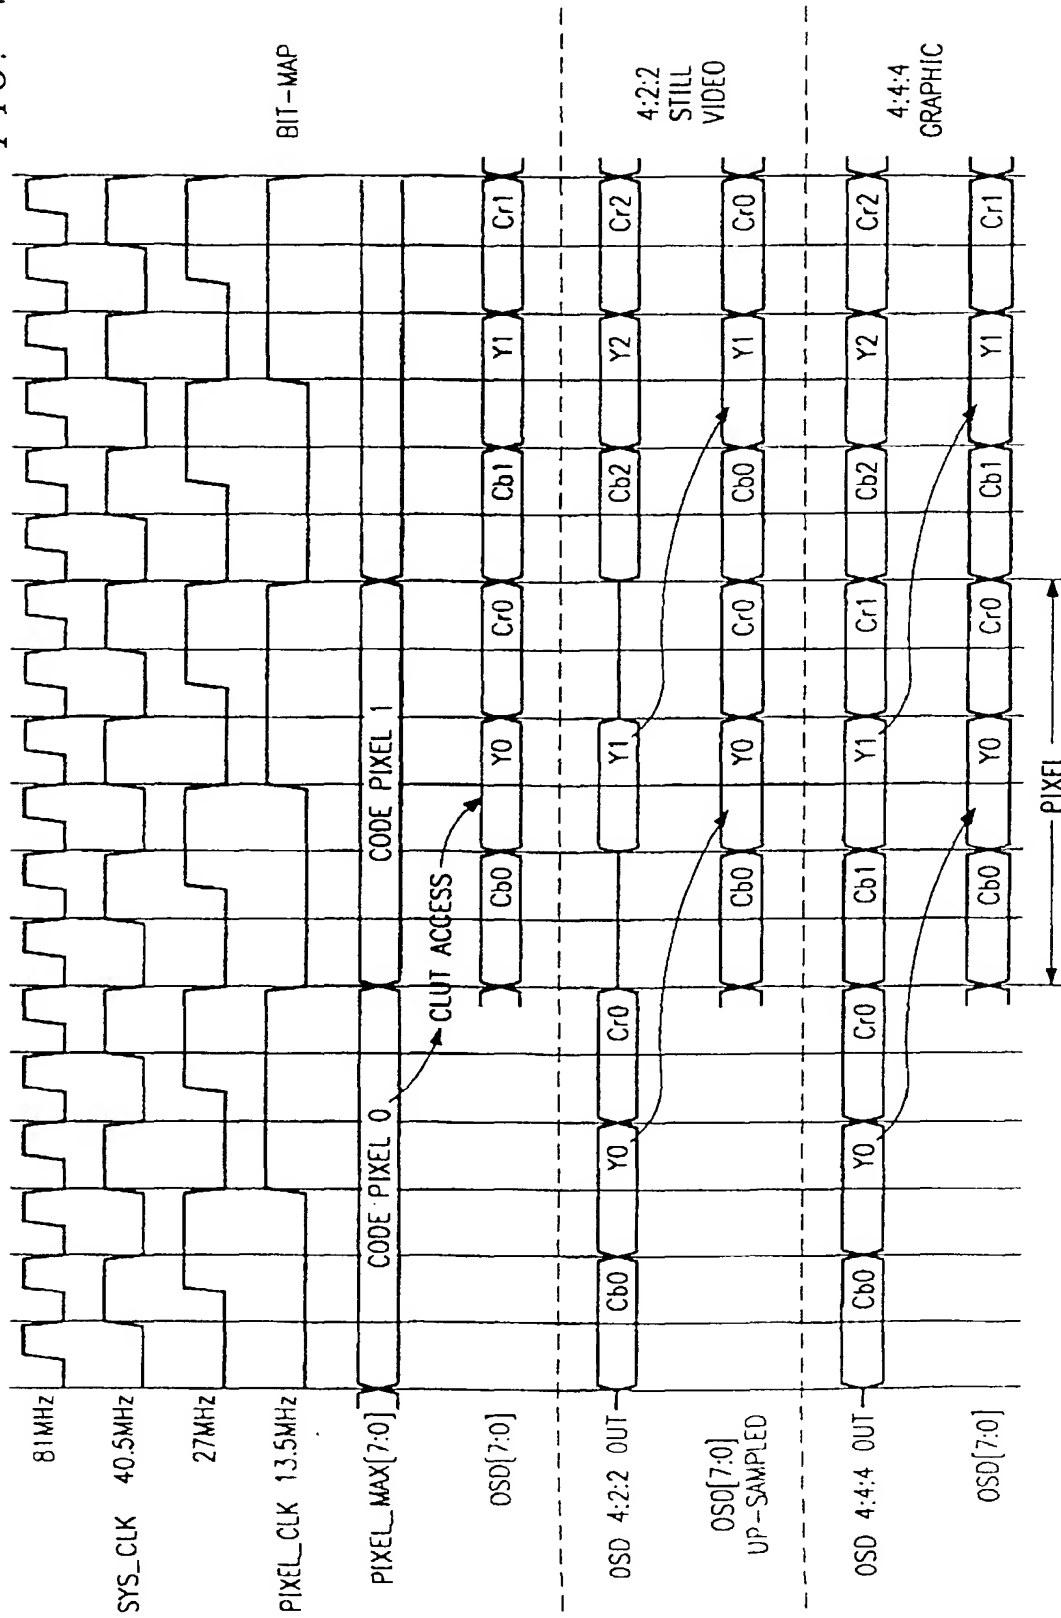 FIG.
81MHz
SYS_CLK 40.5MHz
27MHz
PIXEL_CLK 13.5MHz
PIXEL_MAX[7:0] CODE PIXEL 0 CODE PIXEL 1
CLUT ACCESS
BIT-MAP
OSD[7:0] Cb0 Y0 Cr0 Cb1 Y1 Cr1
OSD 4:2:2 OUT Cb0 Y0 Cr0 Y1 Cb2 Y2 Cr2
4:2:2
STILL
VIDEO
OSD[7:0]
UP-SAMPLED
Cb0 Y0 Cr0 Cb0 Y1 Cr0
OSD 4:4:4 OUT Cb0 Y0 Cr0 Cb1 Y1 Cr1 Cb2 Y2 Cr2
4:4:4
GRAPHIC
OSD[7:0] Cb0 Y0 Cr0 Cb1 Y1 Cr1
PIXEL